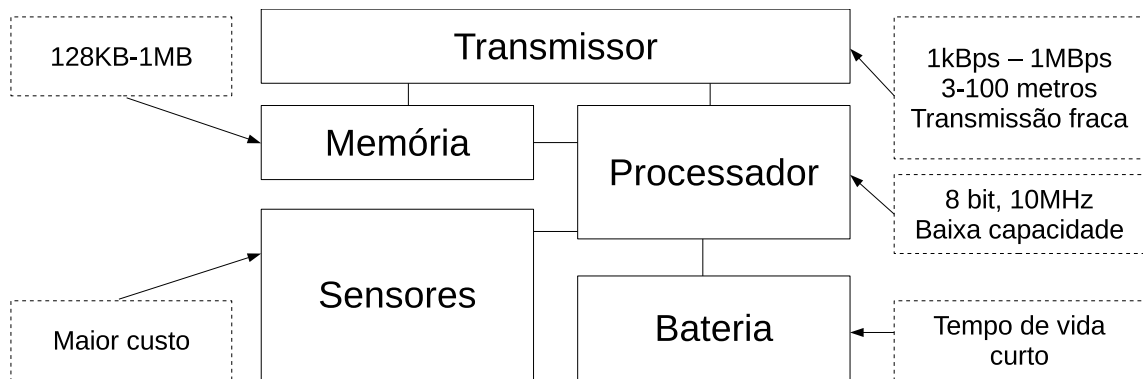 128KB-1MB
Transmissor
1kBps – 1MBps
3-100 metros
Transmissão fraca
Memória
Processador
8 bit, 10MHz
Baixa capacidade
Sensores
Maior custo
Bateria
Tempo de vida
curto